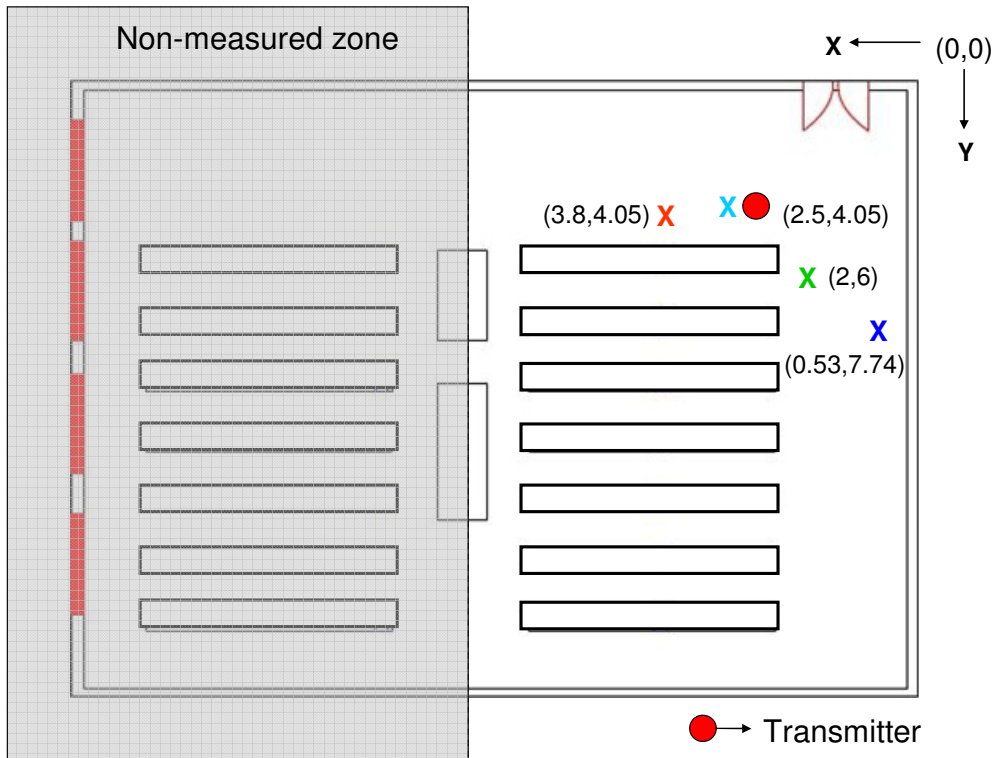 Non-measured zone
X (0,0)
Y
(3.8,4.05) X X (2.5,4.05)
X (2,6)
X
(0.53,7.74)
Transmitter